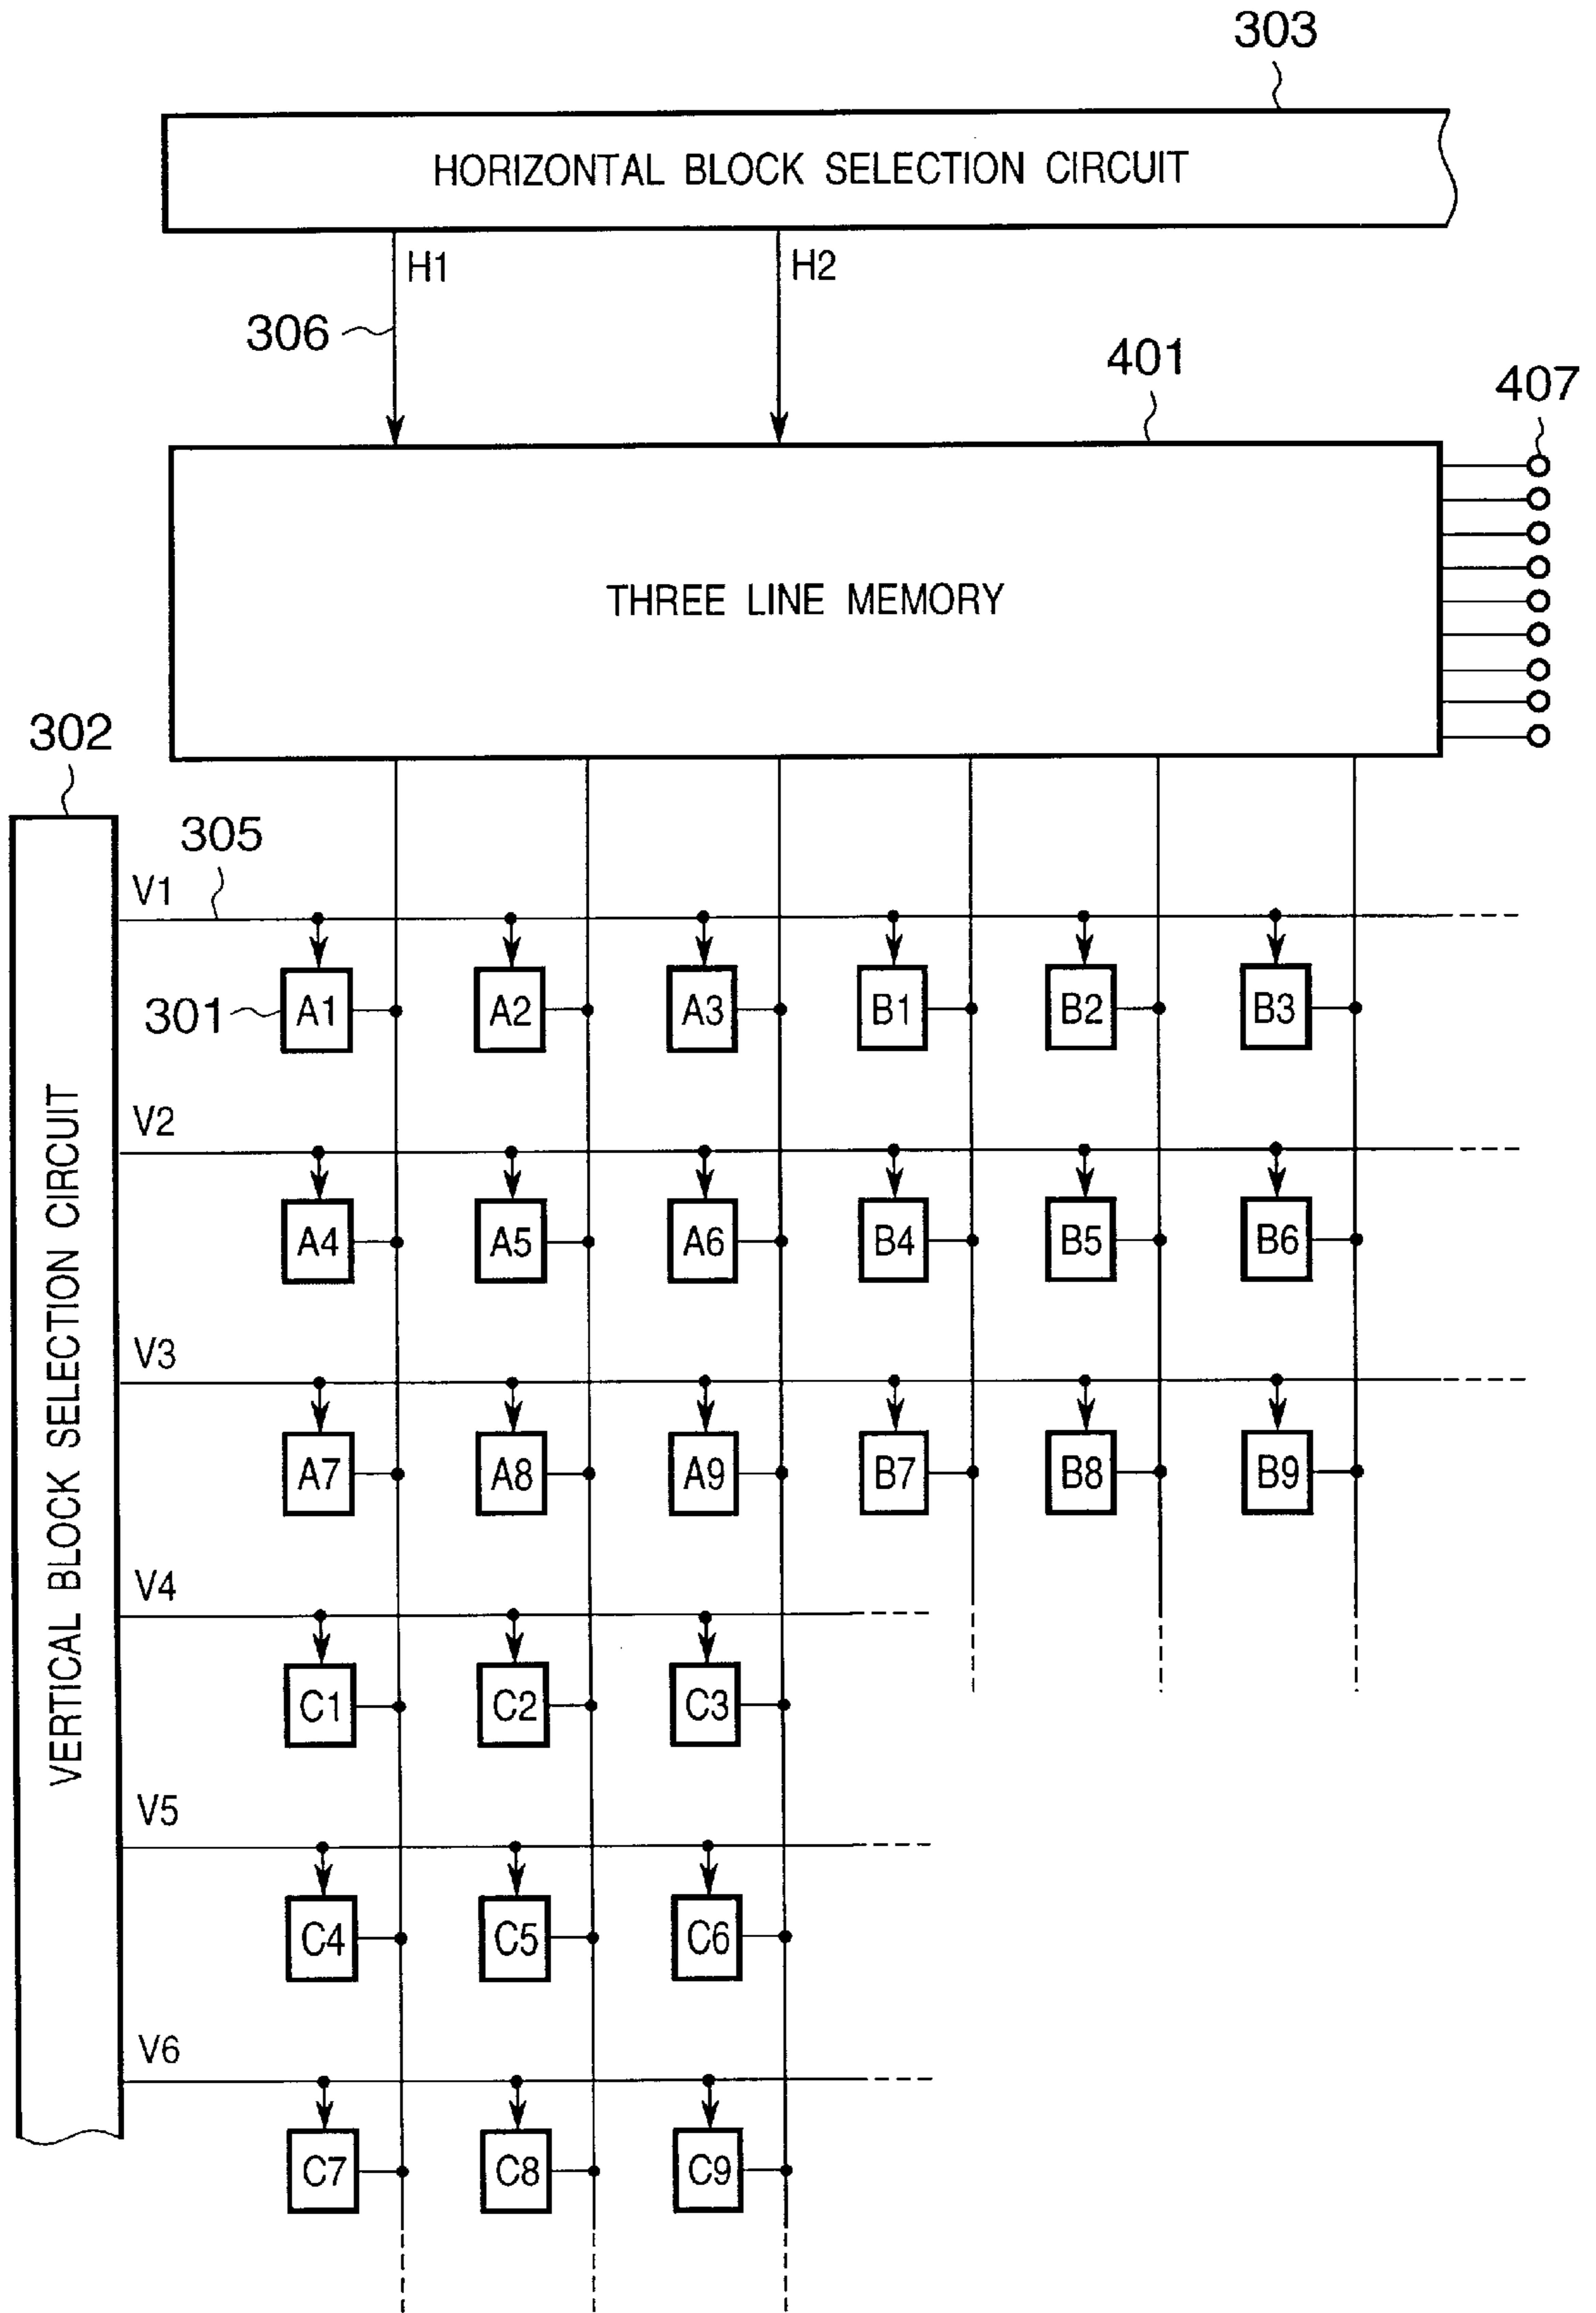 303
HORIZONTAL BLOCK SELECTION CIRCUIT
H1 H2
306
401
407
THREE LINE MEMORY
302
305
V1
301 A1 A2 A3 B1 B2 B3
V2
A4 A5 A6 B4 B5 B6
V3
A7 A8 A9 B7 B8 B9
V4
C1 C2 C3
V5
C4 C5 C6
V6
C7 C8 C9
VERTICAL BLOCK SELECTION CIRCUIT